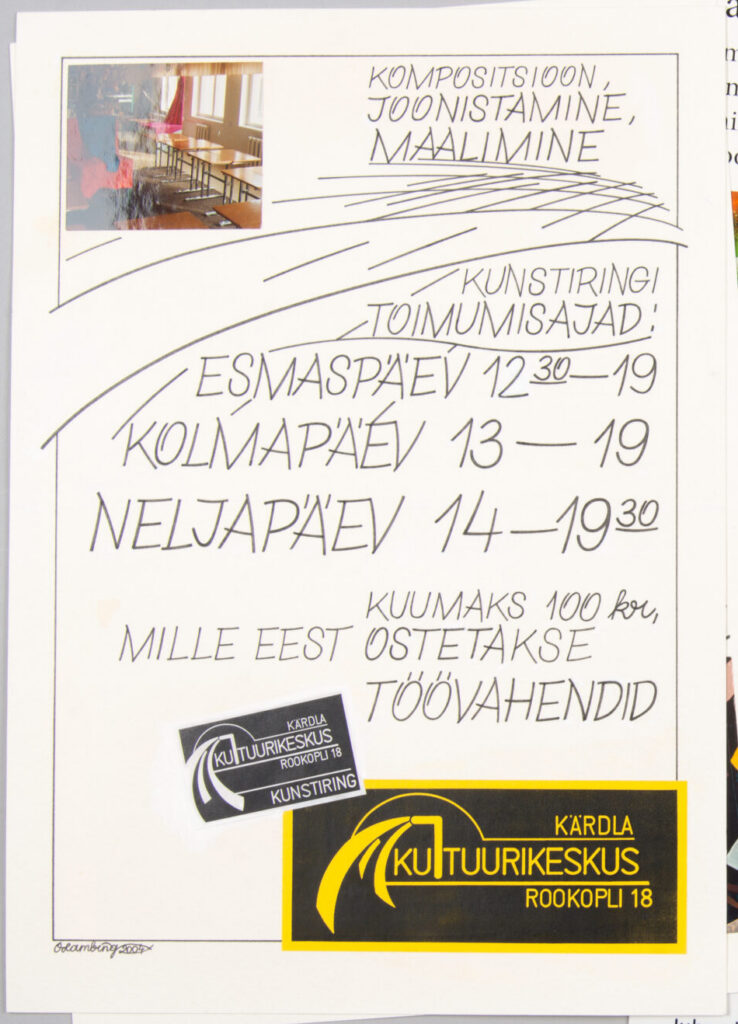 KOMPOSITSIOON,
JOONISTAMINE,
MAALIMINE
KUNSTIRINGI
TOIMUMISAJAD:
ESMASPÄEV 12 30 — 19
KOLMAPÄEV 13 — 19
NELJAPÄEV 14 — 19 30
KUUMAKS 100 kr,
MILLE EEST OSTETAKSE
TÖÖVAHENDID
KÄRDLA
KULTUURIKESKUS
ROOKOPLI 18
KUNSTIRING
KÄRDLA
KULTUURIKESKUS
ROOKOPLI 18